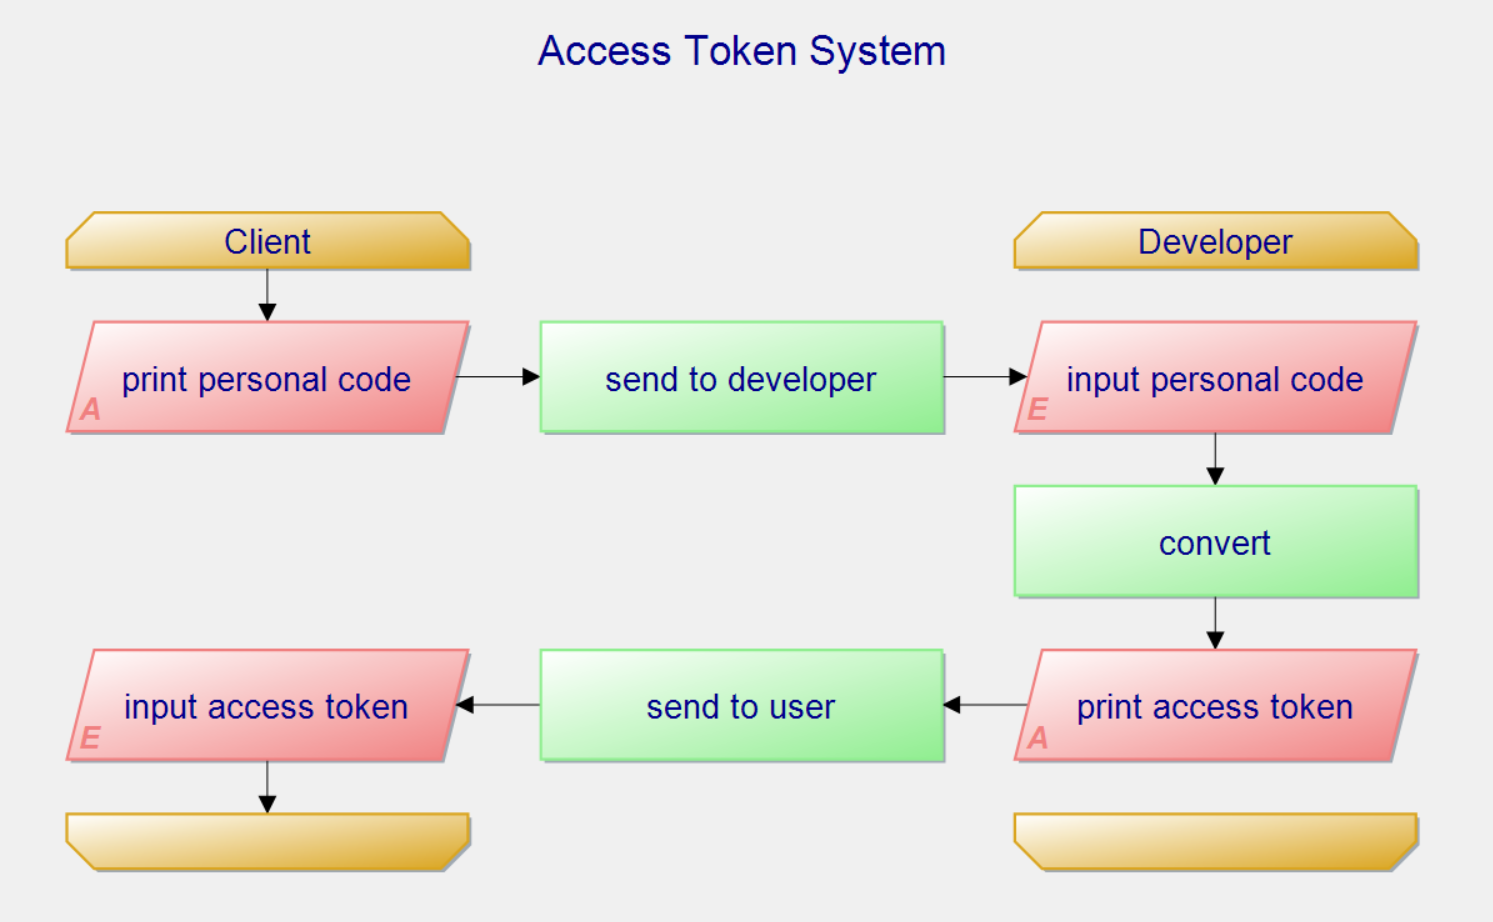 Access Token System
Client
Developer
print personal code
A
send to developer
input personal code
E
convert
input access token
E
send to user
print access token
A